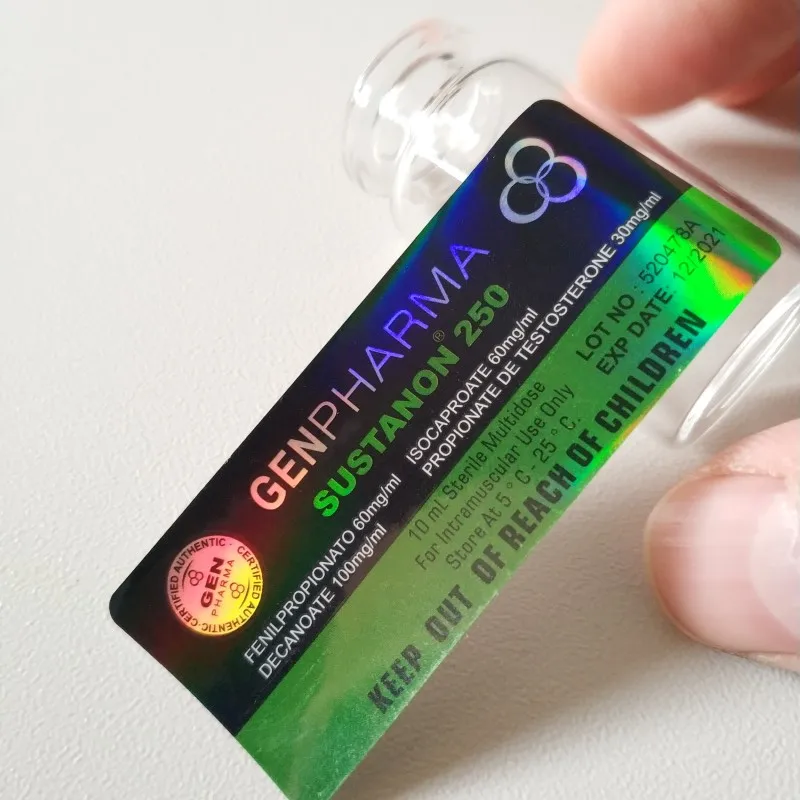 GENPHARMA
SUSTANON® 250
FENILPROPIONATO 60mg/ml ISOCAPROATE 60mg/ml
DECANOATE 100mg/ml PROPIONATE DE TESTOSTERONE 30mg/ml
CERTIFIED AUTHENTIC · CERTIFIED AUTHENTIC ·
GEN
PHARMA
10 mL Sterile Multidose
For Intramuscular Use Only
Store At 5°C- 25°C.
LOT NO : 520478A
EXP DATE: 12/2021
KEEP OUT OF REACH OF CHILDREN